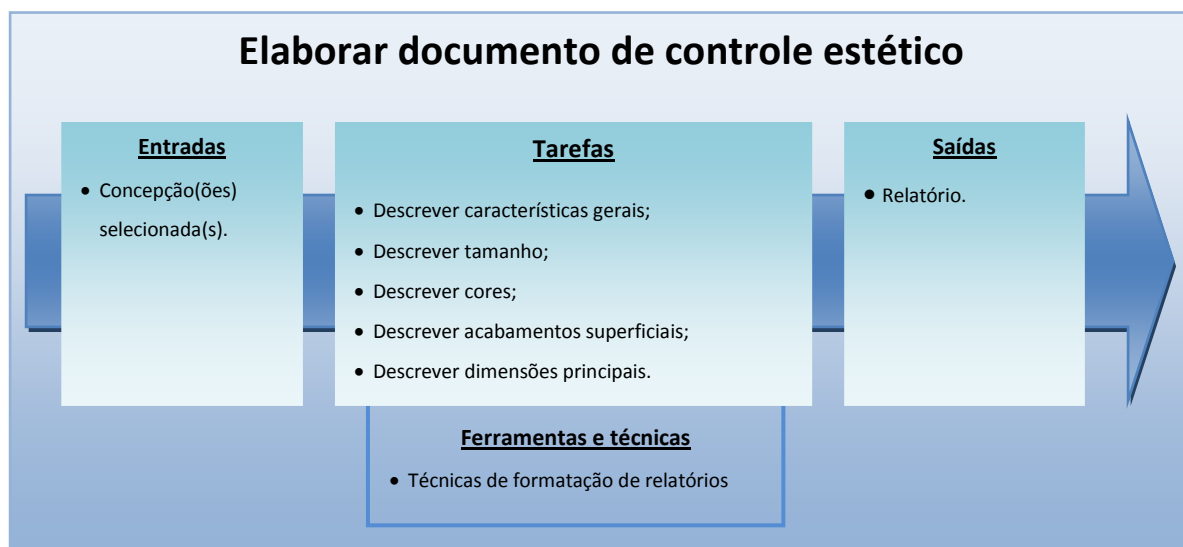 Elaborar documento de controle estético
Entradas
• Concepção(ões)
selecionada(s).
Tarefas
• Descrever características gerais;
• Descrever tamanho;
• Descrever cores;
• Descrever acabamentos superficiais;
• Descrever dimensões principais.
Saídas
• Relatório.
Ferramentas e técnicas
• Técnicas de formatação de relatórios